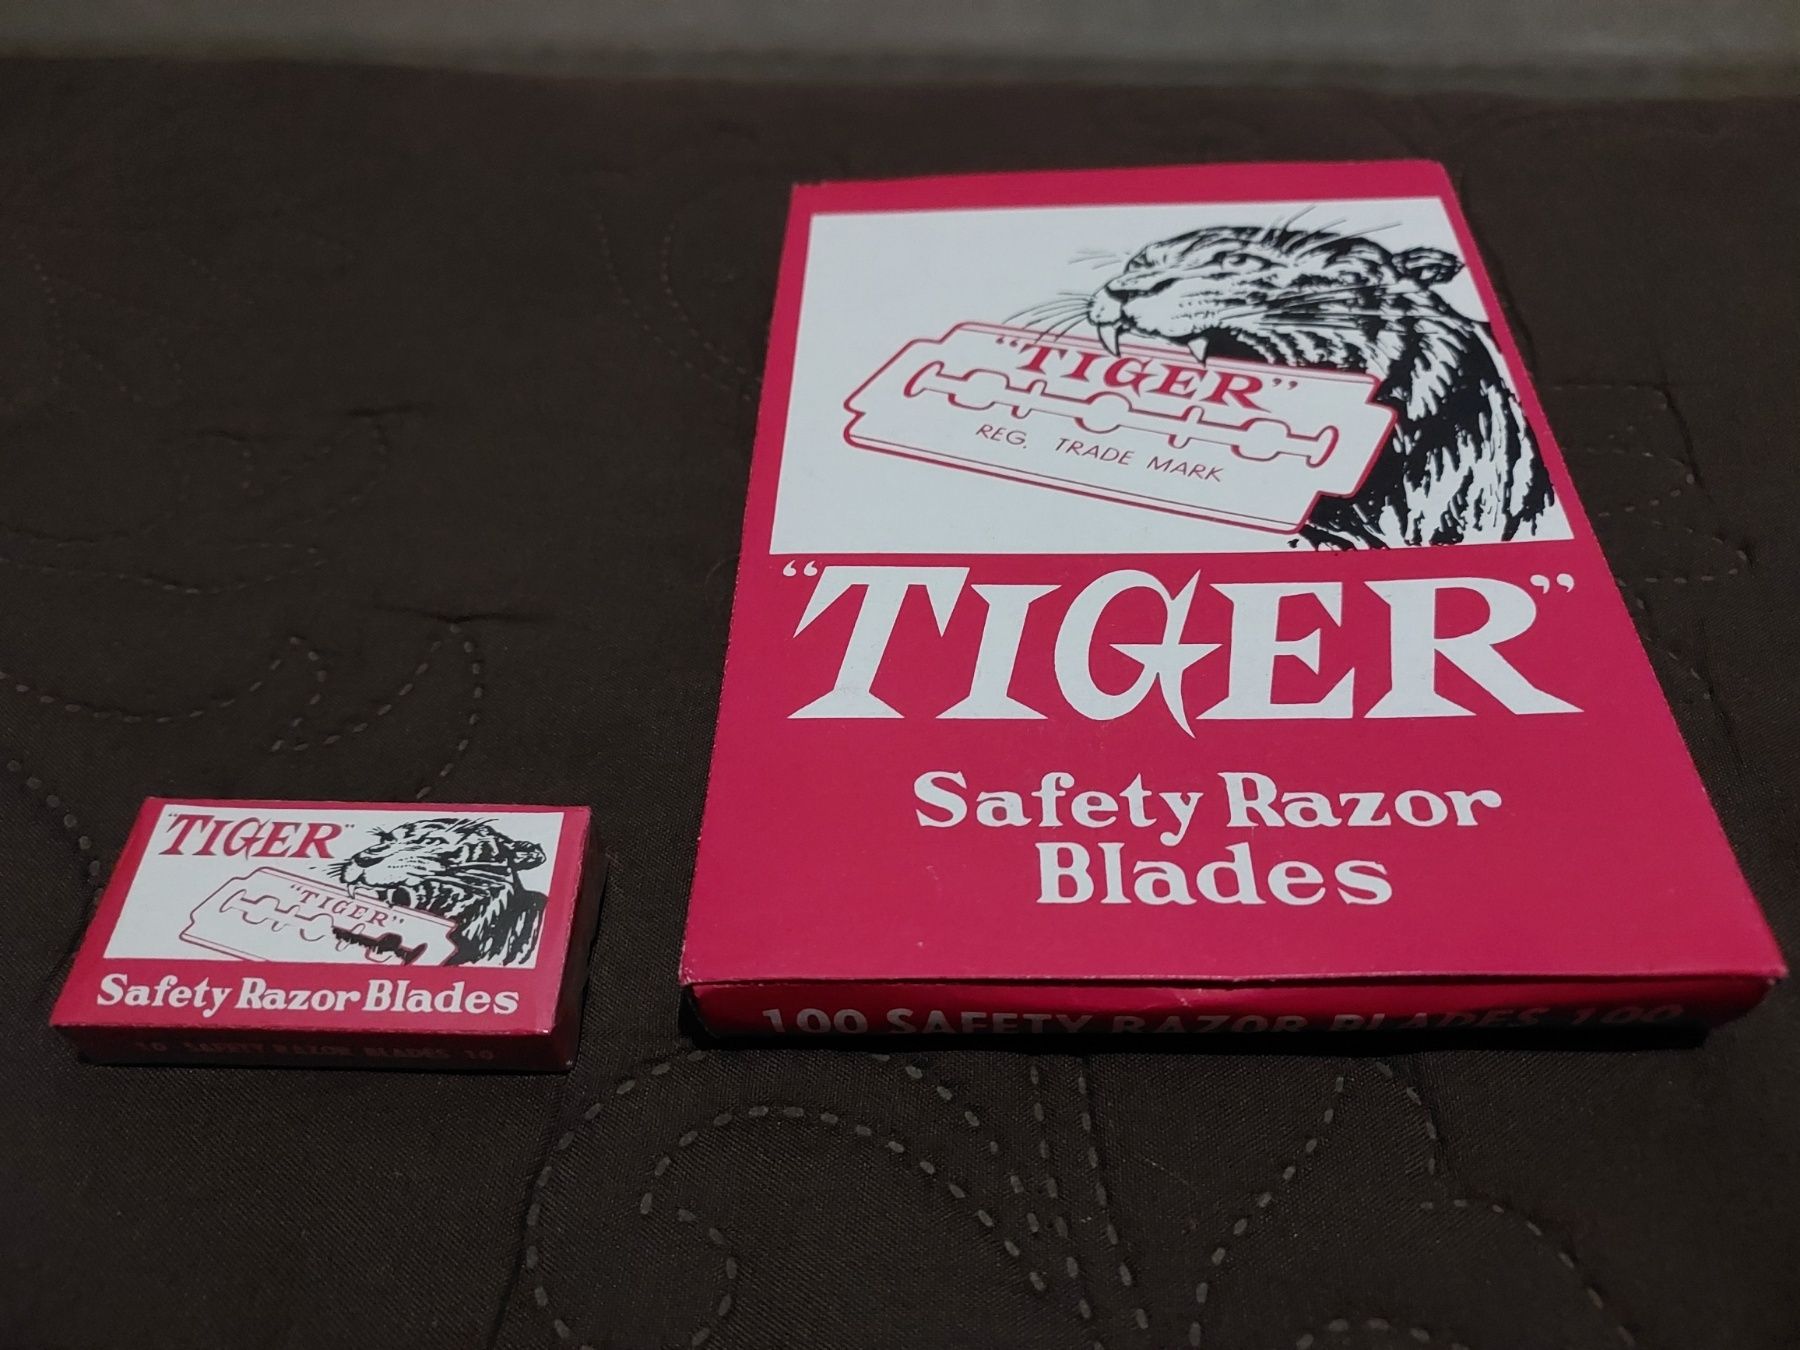 "TIGER"
"TIGER"
Safety Razor Blades
10 SAFETY RAZOR BLADES 10
"TIGER"
REG. TRADE MARK
"TIGER"
Safety Razor
Blades
100 SAFETY RAZOR BLADES 100